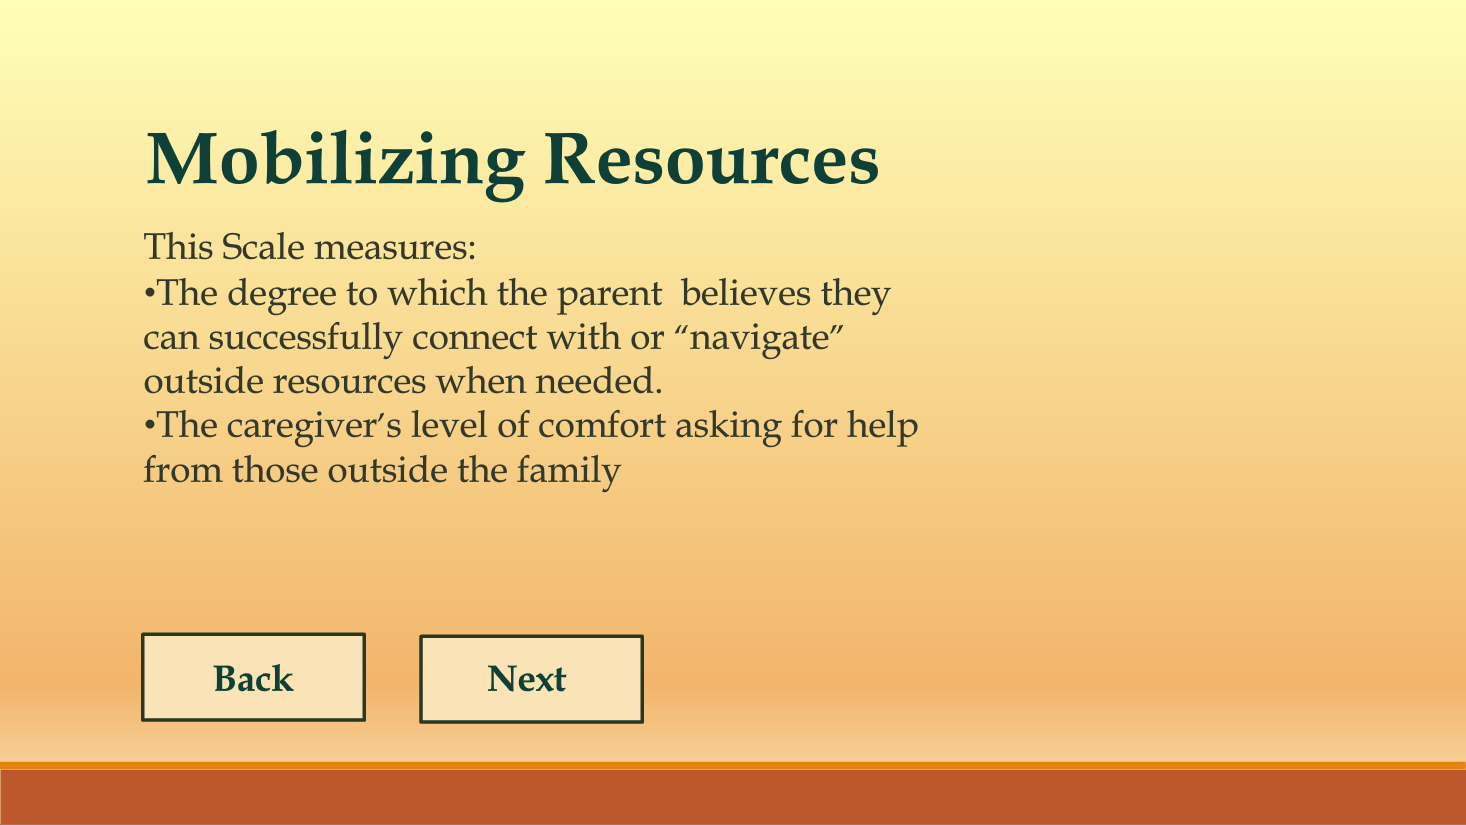 Mobilizing Resources
This Scale measures:
•The degree to which the parent  believes they
can successfully connect with or “navigate”
outside resources when needed.
•The caregiver’s level of comfort asking for help
from those outside the family
Back
Next